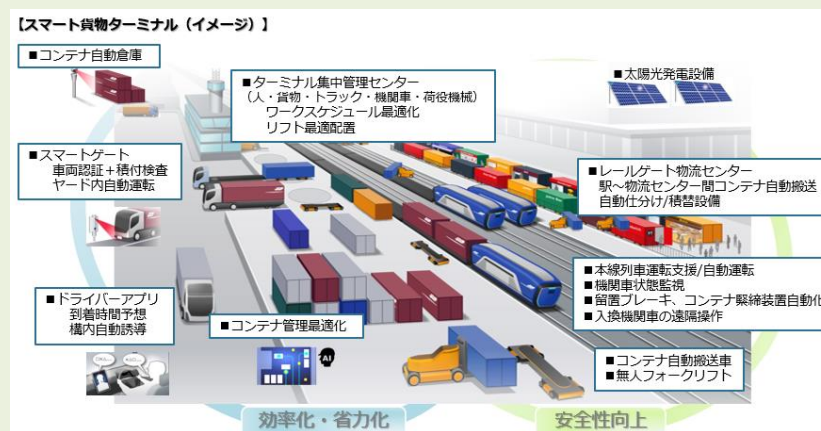 【スマート貨物ターミナル（イメージ）】
■コンテナ自動倉庫
■ターミナル集中管理センター
（人・貨物・トラック・機関車・荷役機械）
ワークスケジュール最適化
リフト最適配置
■太陽光発電設備
■スマートゲート
車両認証＋積付検査
ヤード内自動運転
■レールゲート物流センター
駅～物流センター間コンテナ自動搬送
自動仕分け/積替設備
■本線列車運転支援/自動運転
■機関車状態監視
■留置ブレーキ、コンテナ緊締装置自動化
■入換機関車の遠隔操作
■ドライバーアプリ
到着時間予想
構内自動誘導
■コンテナ管理最適化
AI
■コンテナ自動搬送車
■無人フォークリフト
効率化・省力化
安全性向上